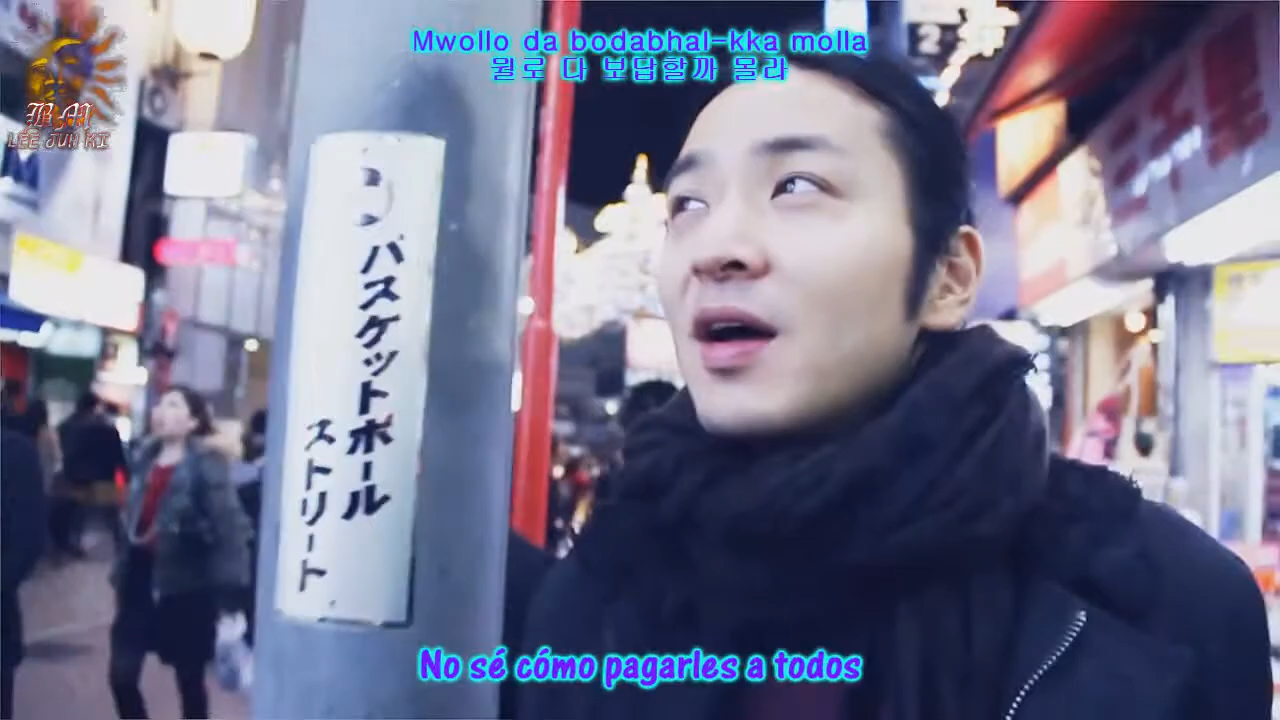 Mwollo da bodabhal-kka molla
뭘로 다 보답할까 몰라
BM
LEE JUN KI
バスケットボール
ストリート
No sé cómo pagarles a todos